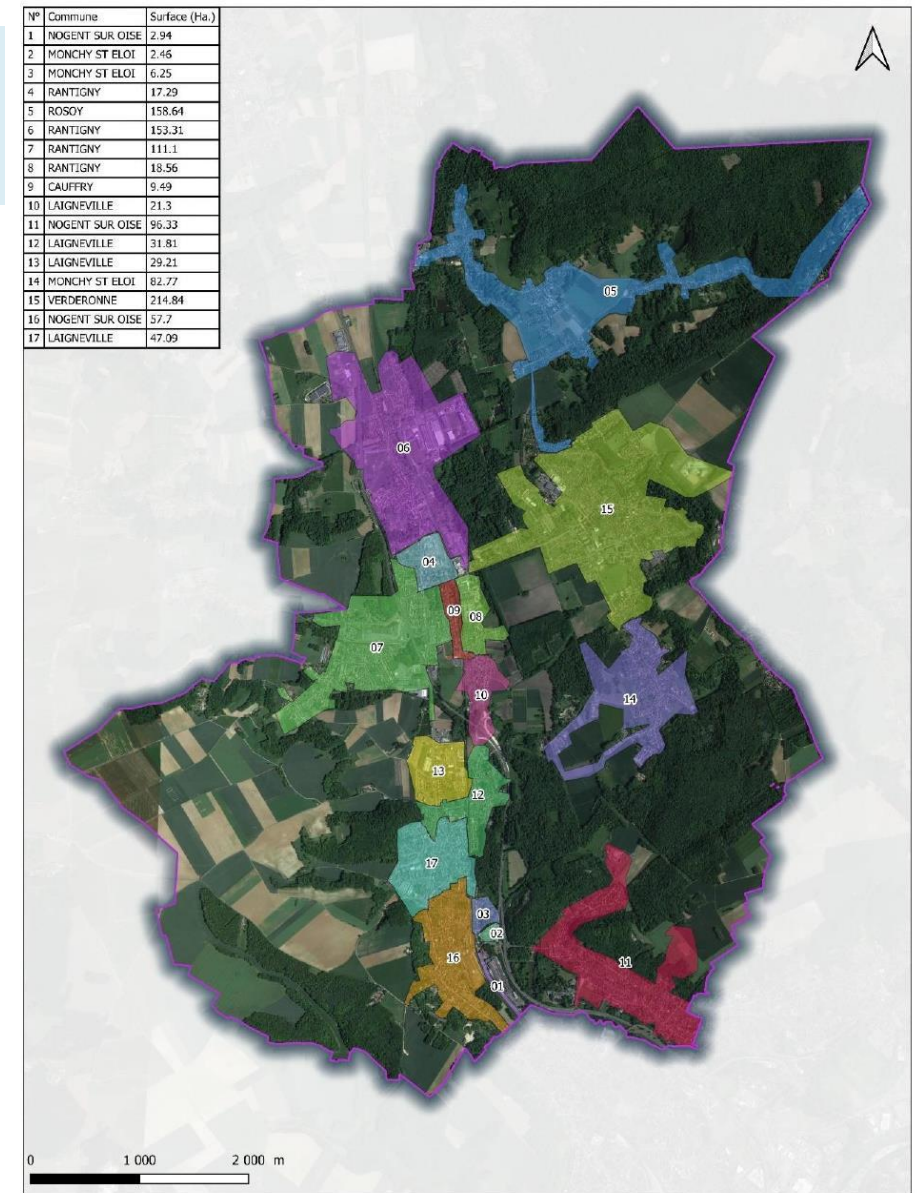 N° Commune Surface (Ha.)
1 NOGENT SUR OISE 2.94
2 MONCHY ST ELOI 2.46
3 MONCHY ST ELOI 6.25
4 RANTIGNY 17.29
5 ROSOY 158.64
6 RANTIGNY 153.31
7 RANTIGNY 111.1
8 RANTIGNY 18.56
9 CAUFFRY 9.49
10 LAIGNEVILLE 21.3
11 NOGENT SUR OISE 96.33
12 LAIGNEVILLE 31.81
13 LAIGNEVILLE 29.21
14 MONCHY ST ELOI 82.77
15 VERDERONNE 214.84
16 NOGENT SUR OISE 57.7
17 LAIGNEVILLE 47.09
05
06
15
04
09
08
07
10
14
13
12
17
03
02
16
11
01
0 1 000 2 000 m